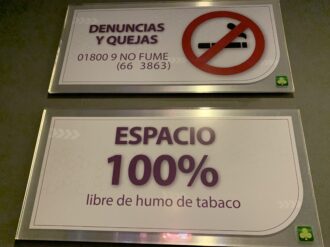 DENUNCIAS
Y QUEJAS
01800 9 NO FUME
(66 3863)
ESPACIO
100%
libre de humo de tabaco